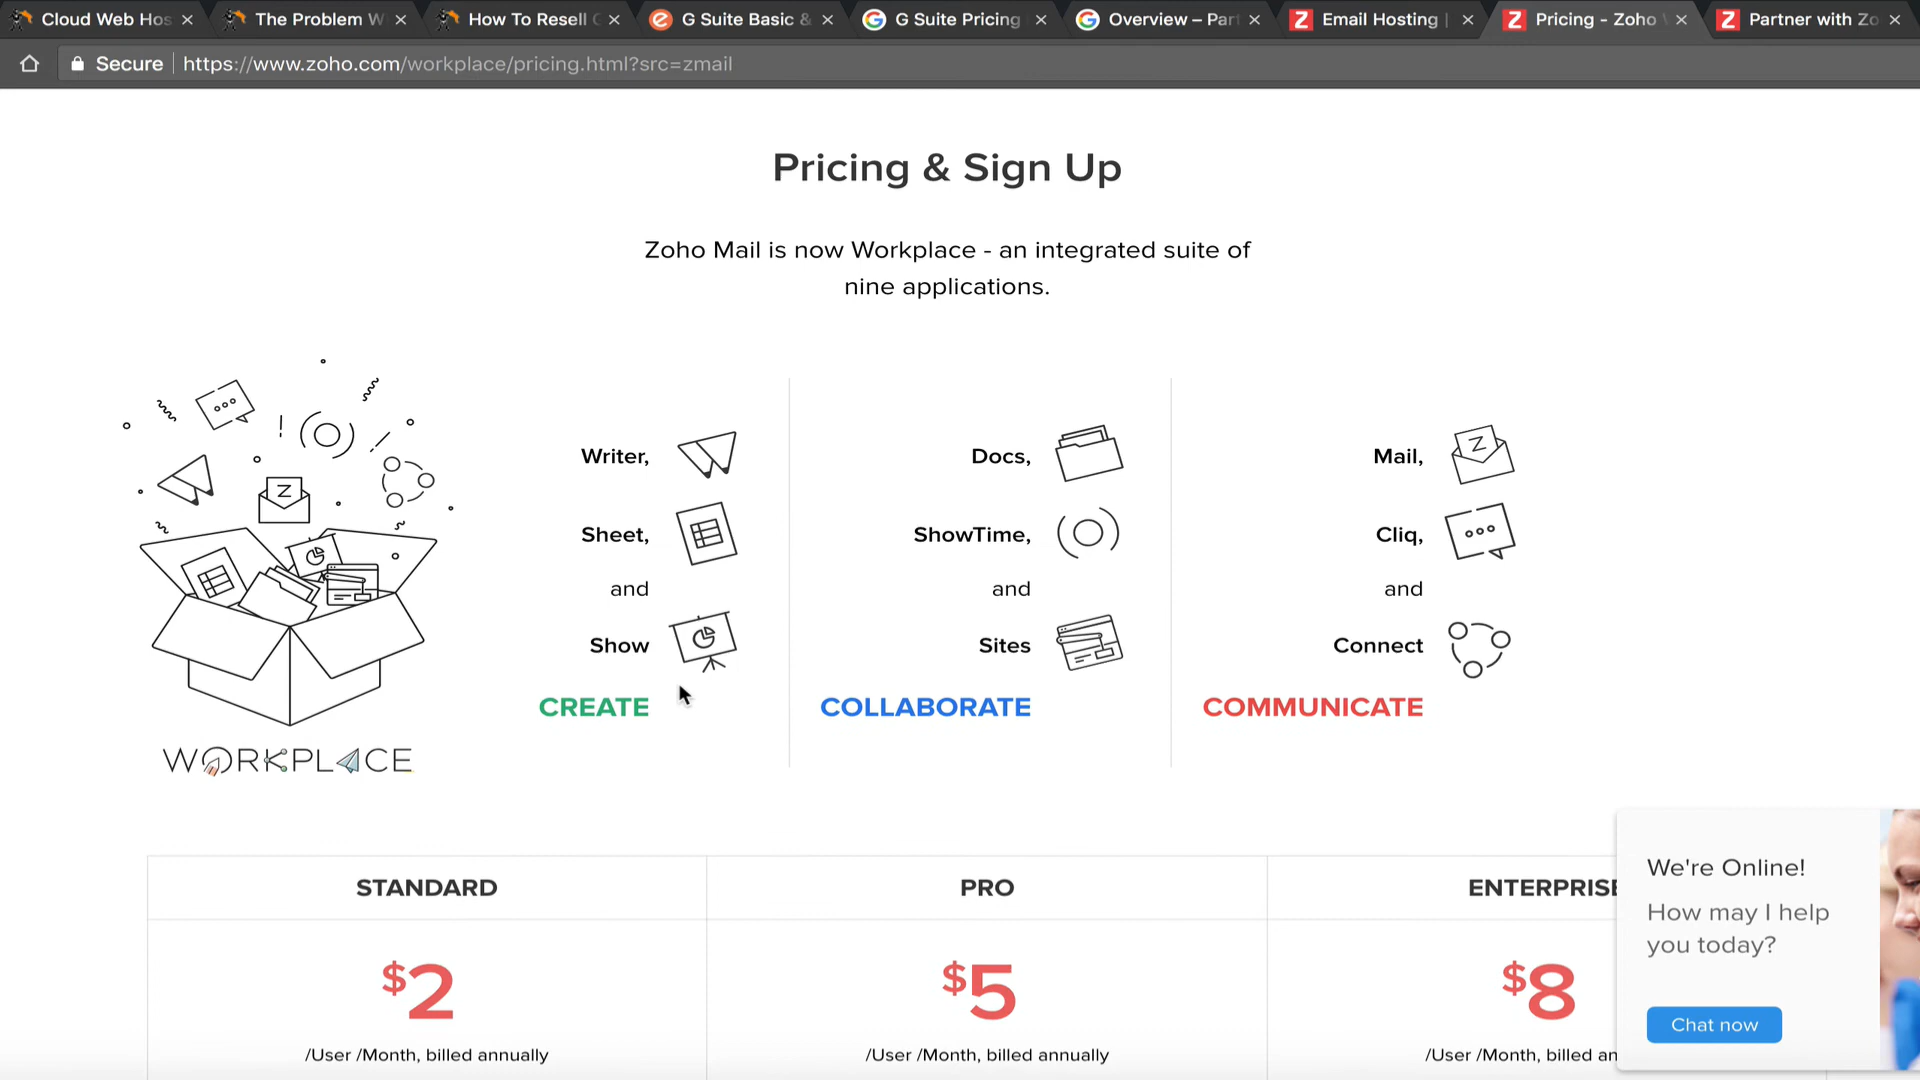 Cloud Web Hos
The Problem W
How To Resell
G Suite Basic &
G Suite Pricing
Overview – Part
Email Hosting |
Pricing - Zoho
Partner with Zo
Secure
https://www.zoho.com/workplace/pricing.html?src=zmail
Pricing & Sign Up
Zoho Mail is now Workplace - an integrated suite of
nine applications.
Writer,
Sheet,
and
Show
CREATE
Docs,
ShowTime,
and
Sites
COLLABORATE
Mail,
Cliq,
and
Connect
COMMUNICATE
WORKPLACE
STANDARD
$2
/User /Month, billed annually
PRO
$5
/User /Month, billed annually
ENTERPRISE
$8
/User /Month, billed an
We're Online!
How may I help
you today?
Chat now